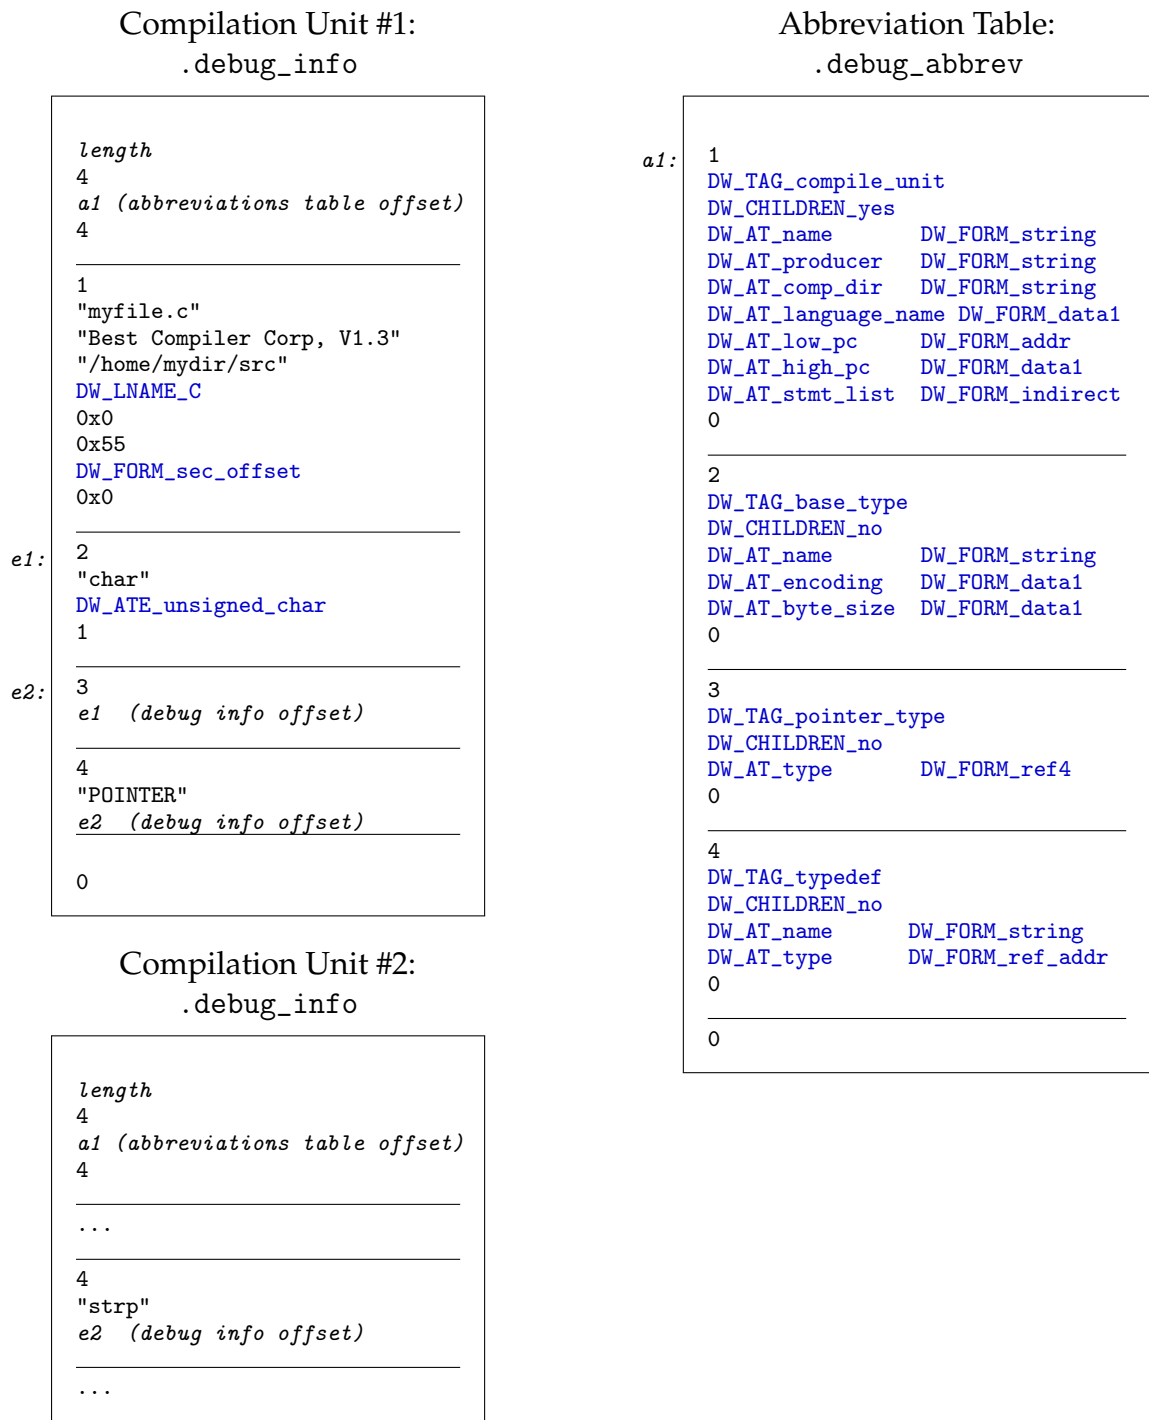 Compilation Unit #1:
.debug_info
length
4
a1 (abbreviations table offset)
4
1
"myfile.c"
"Best Compiler Corp, V1.3"
"/home/mydir/src"
DW_LNAME_C
0x0
0x55
DW_FORM_sec_offset
0x0
e1: 2
"char"
DW_ATE_unsigned_char
1
e2: 3
e1 (debug info offset)
4
"POINTER"
e2 (debug info offset)
0
Compilation Unit #2:
.debug_info
length
4
a1 (abbreviations table offset)
4
...
4
"strp"
e2 (debug info offset)
...
Abbreviation Table:
.debug_abbrev
a1: 1
DW_TAG_compile_unit
DW_CHILDREN_yes
DW_AT_name DW_FORM_string
DW_AT_producer DW_FORM_string
DW_AT_comp_dir DW_FORM_string
DW_AT_language_name DW_FORM_data1
DW_AT_low_pc DW_FORM_addr
DW_AT_high_pc DW_FORM_data1
DW_AT_stmt_list DW_FORM_indirect
0
2
DW_TAG_base_type
DW_CHILDREN_no
DW_AT_name DW_FORM_string
DW_AT_encoding DW_FORM_data1
DW_AT_byte_size DW_FORM_data1
0
3
DW_TAG_pointer_type
DW_CHILDREN_no
DW_AT_type DW_FORM_ref4
0
4
DW_TAG_typedef
DW_CHILDREN_no
DW_AT_name DW_FORM_string
DW_AT_type DW_FORM_ref_addr
0
0